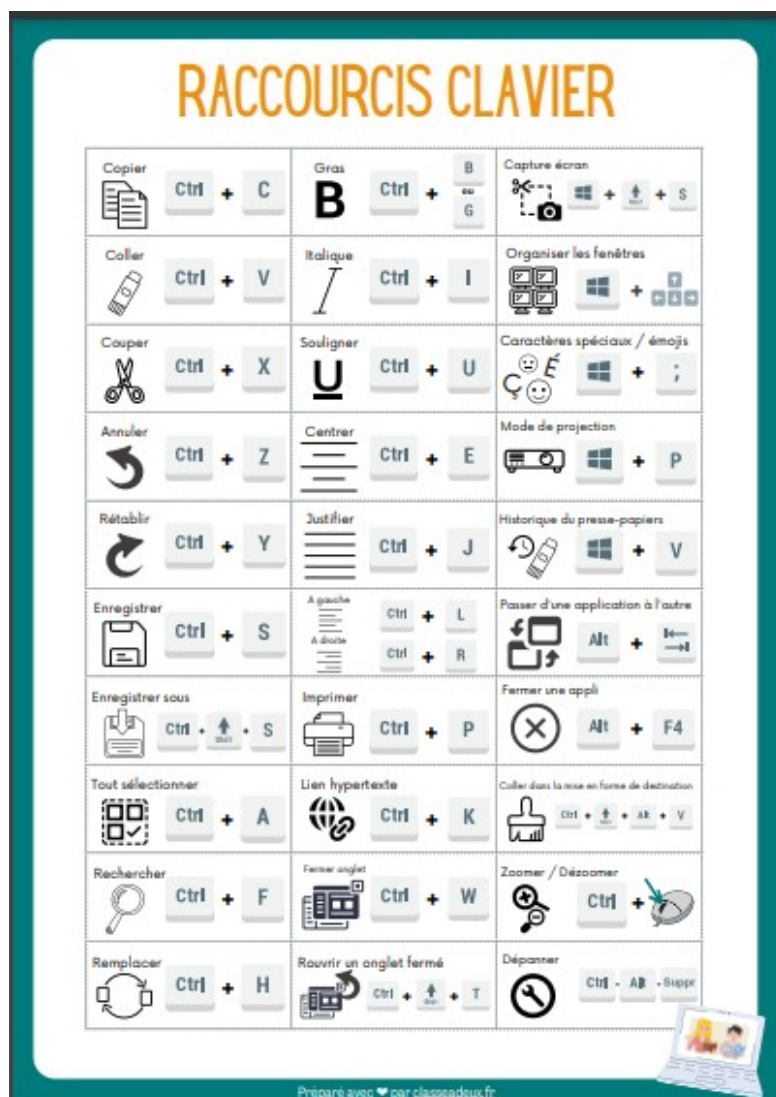 RACCOURCIS CLAVIER
Copier
Ctrl + C
Gras
B
Ctrl + B ou G
Capture écran
+ Shift + S
Coller
Ctrl + V
Italique
I
Ctrl + I
Organiser les fenêtres
+
Couper
Ctrl + X
Souligner
U
Ctrl + U
Caractères spéciaux / émojis
Ç É
+ ;
Annuler
Ctrl + Z
Centrer
Ctrl + E
Mode de projection
+ P
Rétablir
Ctrl + Y
Justifier
Ctrl + J
Historique du presse-papiers
+ V
Enregistrer
Ctrl + S
A gauche
Ctrl + L
A droite
Ctrl + R
Passer d'une application à l'autre
Alt +
Enregistrer sous
Ctrl + Shift + S
Imprimer
Ctrl + P
Fermer une appli
Alt + F4
Tout sélectionner
Ctrl + A
Lien hypertexte
Ctrl + K
Coller dans la mise en forme de destination
Ctrl + Shift + Alt + V
Rechercher
Ctrl + F
Fermer onglet
Ctrl + W
Zoomer / Dézoomer
Ctrl +
Remplacer
Ctrl + H
Rouvrir un onglet fermé
Ctrl + Shift + T
Dépanner
Ctrl + Alt + Suppr
Préparé avec ❤ par classeadeux.fr